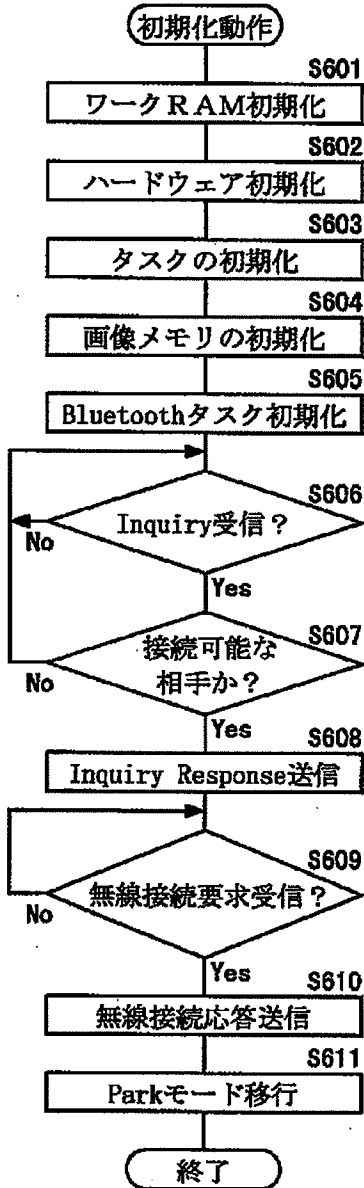 初期化動作
S601
ワークRAM初期化
S602
ハードウェア初期化
S603
タスクの初期化
S604
画像メモリの初期化
S605
Bluetoothタスク初期化
S606
Inquiry受信？
No
Yes
S607
接続可能な
相手か？
No
Yes
S608
Inquiry Response送信
S609
無線接続要求受信？
No
Yes
S610
無線接続応答送信
S611
Parkモード移行
終了